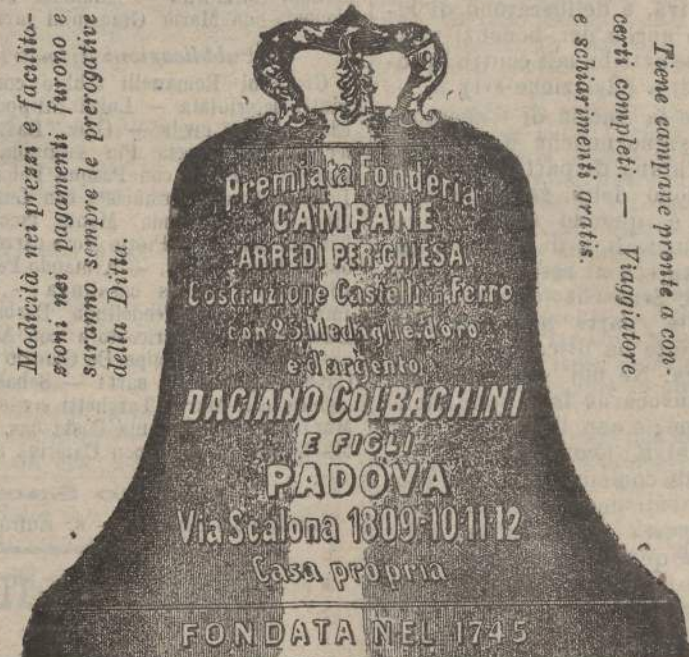 Modicità nei prezzi e facilita-
zioni nei pagamenti furono e
saranno sempre le prerogative
della Ditta.
Premiata Fonderia
CAMPANE
ARREDI PER CHIESA
Costruzione Castelli in Ferro
con 25 Medaglie d'oro
e d'argento
DACIANO COLBACHINI
E FIGLI
PADOVA
Via Scalona 1809-10-11-12
Casa propria
FONDATA NEL 1745
Tiene campane pronte a con-
certi completi. — Viaggiatore
e schiarimenti gratis.